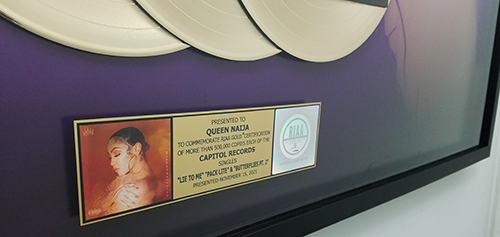 PRESENTED TO
QUEEN NAIJA
TO COMMEMORATE RIAA GOLD CERTIFICATION
OF MORE THAN 500,000 COPIES EACH OF THE
CAPITOL RECORDS
SINGLES
"LIE TO ME" "PACK LITE" & "BUTTERFLIES PT. 2"
PRESENTED NOVEMBER 15, 2021
RIAA